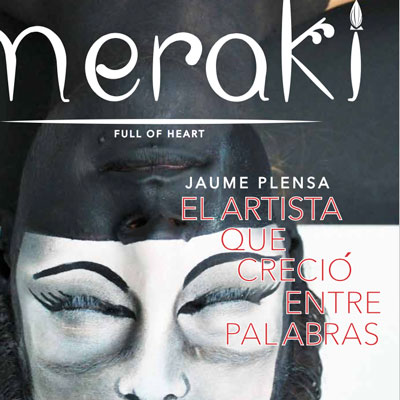 meraki
FULL OF HEART
JAUME PLENSA
EL ARTISTA
QUE
CRECIÓ
ENTRE
PALABRAS